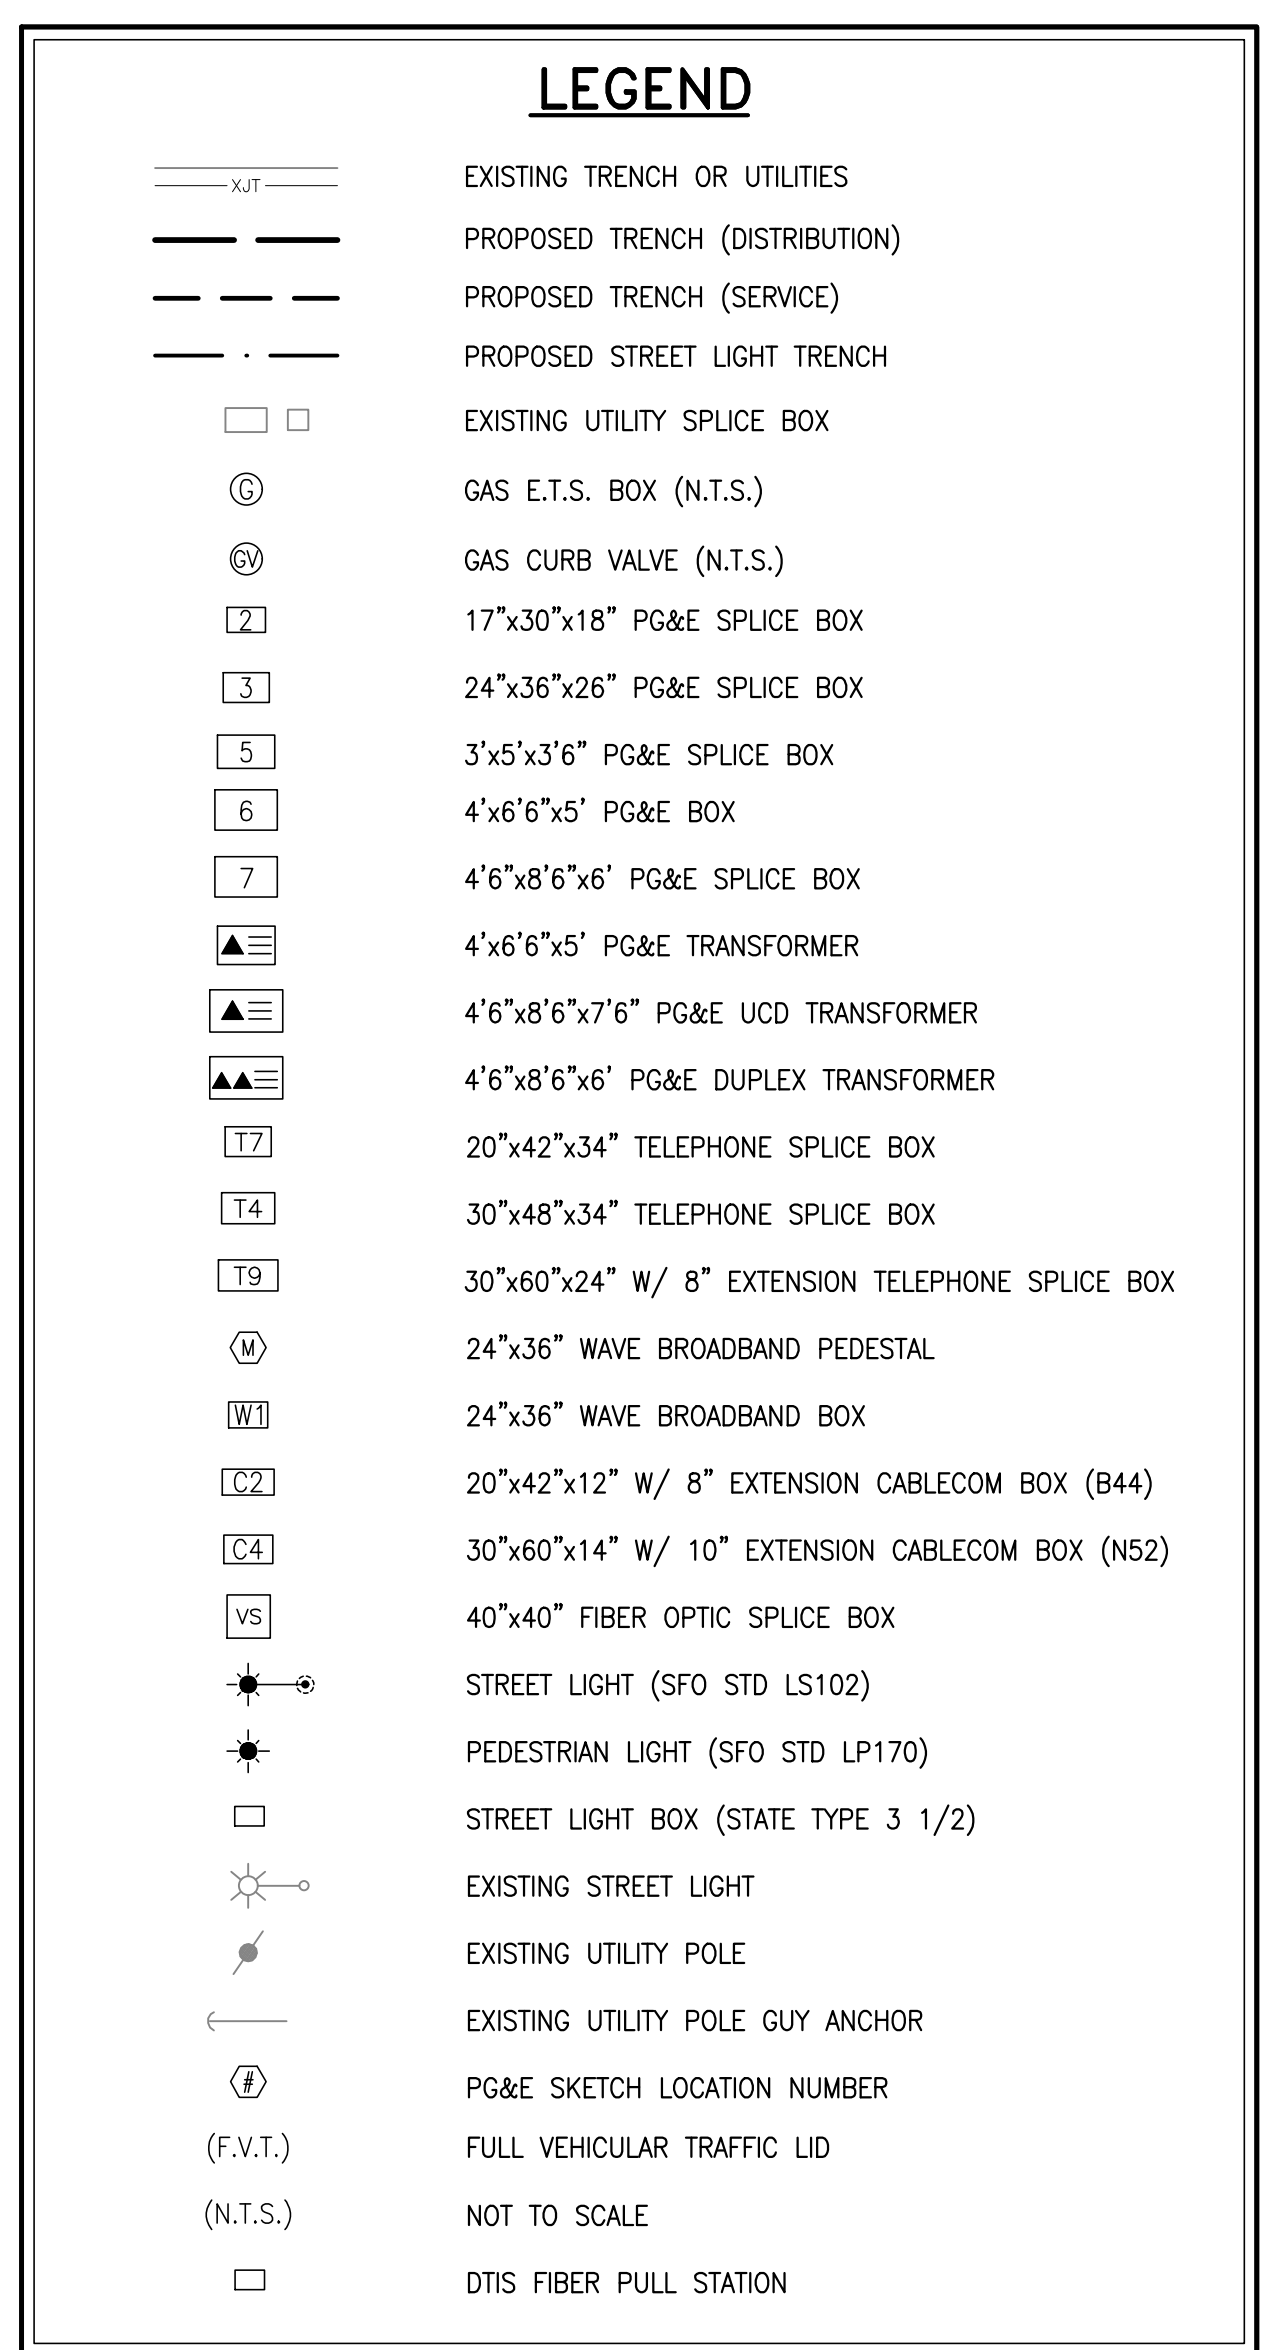 LEGEND
XJT EXISTING TRENCH OR UTILITIES
PROPOSED TRENCH (DISTRIBUTION)
PROPOSED TRENCH (SERVICE)
PROPOSED STREET LIGHT TRENCH
EXISTING UTILITY SPLICE BOX
G GAS E.T.S. BOX (N.T.S.)
GV GAS CURB VALVE (N.T.S.)
2 17"x30"x18" PG&E SPLICE BOX
3 24"x36"x26" PG&E SPLICE BOX
5 3'x5'x3'6" PG&E SPLICE BOX
6 4'x6'6"x5' PG&E BOX
7 4'6"x8'6"x6' PG&E SPLICE BOX
4'x6'6"x5' PG&E TRANSFORMER
4'6"x8'6"x7'6" PG&E UCD TRANSFORMER
4'6"x8'6"x6' PG&E DUPLEX TRANSFORMER
T7 20"x42"x34" TELEPHONE SPLICE BOX
T4 30"x48"x34" TELEPHONE SPLICE BOX
T9 30"x60"x24" W/ 8" EXTENSION TELEPHONE SPLICE BOX
M 24"x36" WAVE BROADBAND PEDESTAL
W1 24"x36" WAVE BROADBAND BOX
C2 20"x42"x12" W/ 8" EXTENSION CABLECOM BOX (B44)
C4 30"x60"x14" W/ 10" EXTENSION CABLECOM BOX (N52)
VS 40"x40" FIBER OPTIC SPLICE BOX
STREET LIGHT (SFO STD LS102)
PEDESTRIAN LIGHT (SFO STD LP170)
STREET LIGHT BOX (STATE TYPE 3 1/2)
EXISTING STREET LIGHT
EXISTING UTILITY POLE
EXISTING UTILITY POLE GUY ANCHOR
# PG&E SKETCH LOCATION NUMBER
(F.V.T.) FULL VEHICULAR TRAFFIC LID
(N.T.S.) NOT TO SCALE
DTIS FIBER PULL STATION